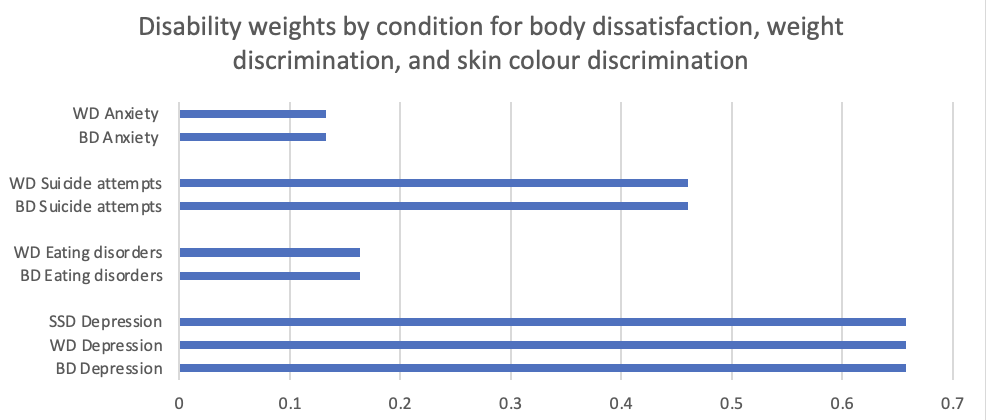 Disability weights by condition for body dissatisfaction, weight
discrimination, and skin colour discrimination
WD Anxiety
BD Anxiety
WD Suicide attempts
BD Suicide attempts
WD Eating disorders
BD Eating disorders
SSD Depression
WD Depression
BD Depression
0 0.1 0.2 0.3 0.4 0.5 0.6 0.7